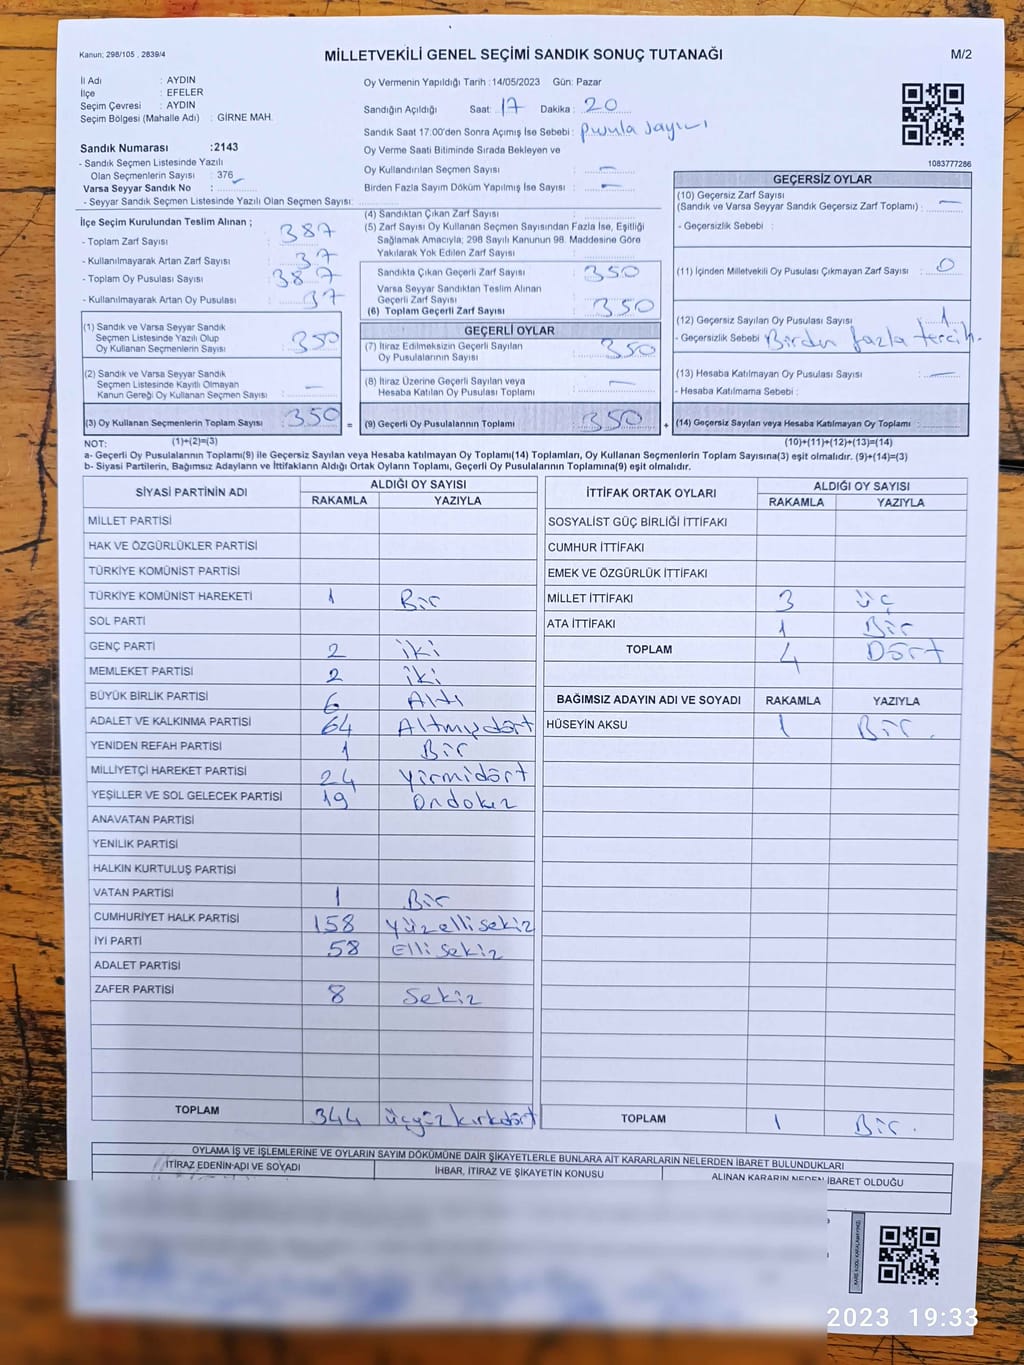 Kanun: 298/105 , 2839/4
MİLLETVEKİLİ GENEL SEÇİMİ SANDIK SONUÇ TUTANAĞI
M/2
İl Adı : AYDIN
İlçe : EFELER
Seçim Çevresi : AYDIN
Seçim Bölgesi (Mahalle Adı) : GİRNE MAH.
Oy Vermenin Yapıldığı Tarih :14/05/2023 Gün: Pazar
Sandığın Açıldığı Saat: 17 Dakika : 20
Sandık Saat 17:00'den Sonra Açımış İse Sebebi : pusula sayımı
Oy Verme Saati Bitiminde Sırada Bekleyen ve
Oy Kullandırılan Seçmen Sayısı : —
Birden Fazla Sayım Döküm Yapılmış İse Sayısı : —
1083777286
Sandık Numarası :2143
- Sandık Seçmen Listesinde Yazılı
Olan Seçmenlerin Sayısı : 376
Varsa Seyyar Sandık No :
- Seyyar Sandık Seçmen Listesinde Yazılı Olan Seçmen Sayısı:
İlçe Seçim Kurulundan Teslim Alınan ;
- Toplam Zarf Sayısı : 387
- Kullanılmayarak Artan Zarf Sayısı : 37
- Toplam Oy Pusulası Sayısı : 387
- Kullanılmayarak Artan Oy Pusulası : 37
(1) Sandık ve Varsa Seyyar Sandık
Seçmen Listesinde Yazılı Olup
Oy Kullanan Seçmenlerin Sayısı : 350
(2) Sandık ve Varsa Seyyar Sandık
Seçmen Listesinde Kayıtlı Olmayan
Kanun Gereği Oy Kullanan Seçmen Sayısı : —
(3) Oy Kullanan Seçmenlerin Toplam Sayısı : 350 =
(4) Sandıktan Çıkan Zarf Sayısı :
(5) Zarf Sayısı Oy Kullanan Seçmen Sayısından Fazla İse, Eşitliği
Sağlamak Amacıyla; 298 Sayılı Kanunun 98. Maddesine Göre
Yakılarak Yok Edilen Zarf Sayısı :
Sandıkta Çıkan Geçerli Zarf Sayısı : 350
Varsa Seyyar Sandıktan Teslim Alınan
Geçerli Zarf Sayısı :
(6) Toplam Geçerli Zarf Sayısı : 350
GEÇERLİ OYLAR
(7) İtiraz Edilmeksizin Geçerli Sayılan
Oy Pusulalarının Sayısı : 350
(8) İtiraz Üzerine Geçerli Sayılan veya
Hesaba Katılan Oy Pusulası Toplamı : —
(9) Geçerli Oy Pusulalarının Toplamı : 350 +
GEÇERSİZ OYLAR
(10) Geçersiz Zarf Sayısı
(Sandık ve Varsa Seyyar Sandık Geçersiz Zarf Toplamı) : —
- Geçersizlik Sebebi :
(11) İçinden Milletvekili Oy Pusulası Çıkmayan Zarf Sayısı : 0
(12) Geçersiz Sayılan Oy Pusulası Sayısı : 1
- Geçersizlik Sebebi : Birden fazla tercih.
(13) Hesaba Katılmayan Oy Pusulası Sayısı : —
- Hesaba Katılmama Sebebi :
(14) Geçersiz Sayılan veya Hesaba Katılmayan Oy Toplamı :
NOT: (1)+(2)=(3)
(10)+(11)+(12)+(13)=(14)
a- Geçerli Oy Pusulalarının Toplamı(9) ile Geçersiz Sayılan veya Hesaba katılmayan Oy Toplamı(14) Toplamları, Oy Kullanan Seçmenlerin Toplam Sayısına(3) eşit olmalıdır. (9)+(14)=(3)
b- Siyasi Partilerin, Bağımsız Adayların ve İttifakların Aldığı Ortak Oyların Toplamı, Geçerli Oy Pusulalarının Toplamına(9) eşit olmalıdır.
SİYASİ PARTİNİN ADI ALDIĞI OY SAYISI
RAKAMLA YAZIYLA
MİLLET PARTİSİ
HAK VE ÖZGÜRLÜKLER PARTİSİ
TÜRKİYE KOMÜNİST PARTİSİ
TÜRKİYE KOMÜNİST HAREKETİ 1 Bir
SOL PARTİ
GENÇ PARTİ 2 iki
MEMLEKET PARTİSİ 2 iki
BÜYÜK BİRLİK PARTİSİ 6 Altı
ADALET VE KALKINMA PARTİSİ 64 Altmışdört
YENİDEN REFAH PARTİSİ 1 Bir
MİLLİYETÇİ HAREKET PARTİSİ 24 yirmidört
YEŞİLLER VE SOL GELECEK PARTİSİ 19 Ondokuz
ANAVATAN PARTİSİ
YENİLİK PARTİSİ
HALKIN KURTULUŞ PARTİSİ
VATAN PARTİSİ 1 Bir
CUMHURİYET HALK PARTİSİ 158 yüzellisekiz
İYİ PARTİ 58 Elli sekiz
ADALET PARTİSİ
ZAFER PARTİSİ 8 Sekiz
TOPLAM 344 üçyüzkırkdört
İTTİFAK ORTAK OYLARI ALDIĞI OY SAYISI
RAKAMLA YAZIYLA
SOSYALİST GÜÇ BİRLİĞİ İTTİFAKI
CUMHUR İTTİFAKI
EMEK VE ÖZGÜRLÜK İTTİFAKI
MİLLET İTTİFAKI 3 üç
ATA İTTİFAKI 1 Bir
TOPLAM 4 Dört
BAĞIMSIZ ADAYIN ADI VE SOYADI RAKAMLA YAZIYLA
HÜSEYİN AKSU 1 Bir.
TOPLAM 1 Bir.
OYLAMA İŞ VE İŞLEMLERİNE VE OYLARIN SAYIM DÖKÜMÜNE DAİR ŞİKAYETLERLE BUNLARA AİT KARARLARIN NELERDEN İBARET BULUNDUKLARI
İTİRAZ EDENİN ADI VE SOYADI İHBAR, İTİRAZ VE ŞİKAYETİN KONUSU ALINAN KARARIN NEDEN İBARET OLDUĞU
2023 19:33